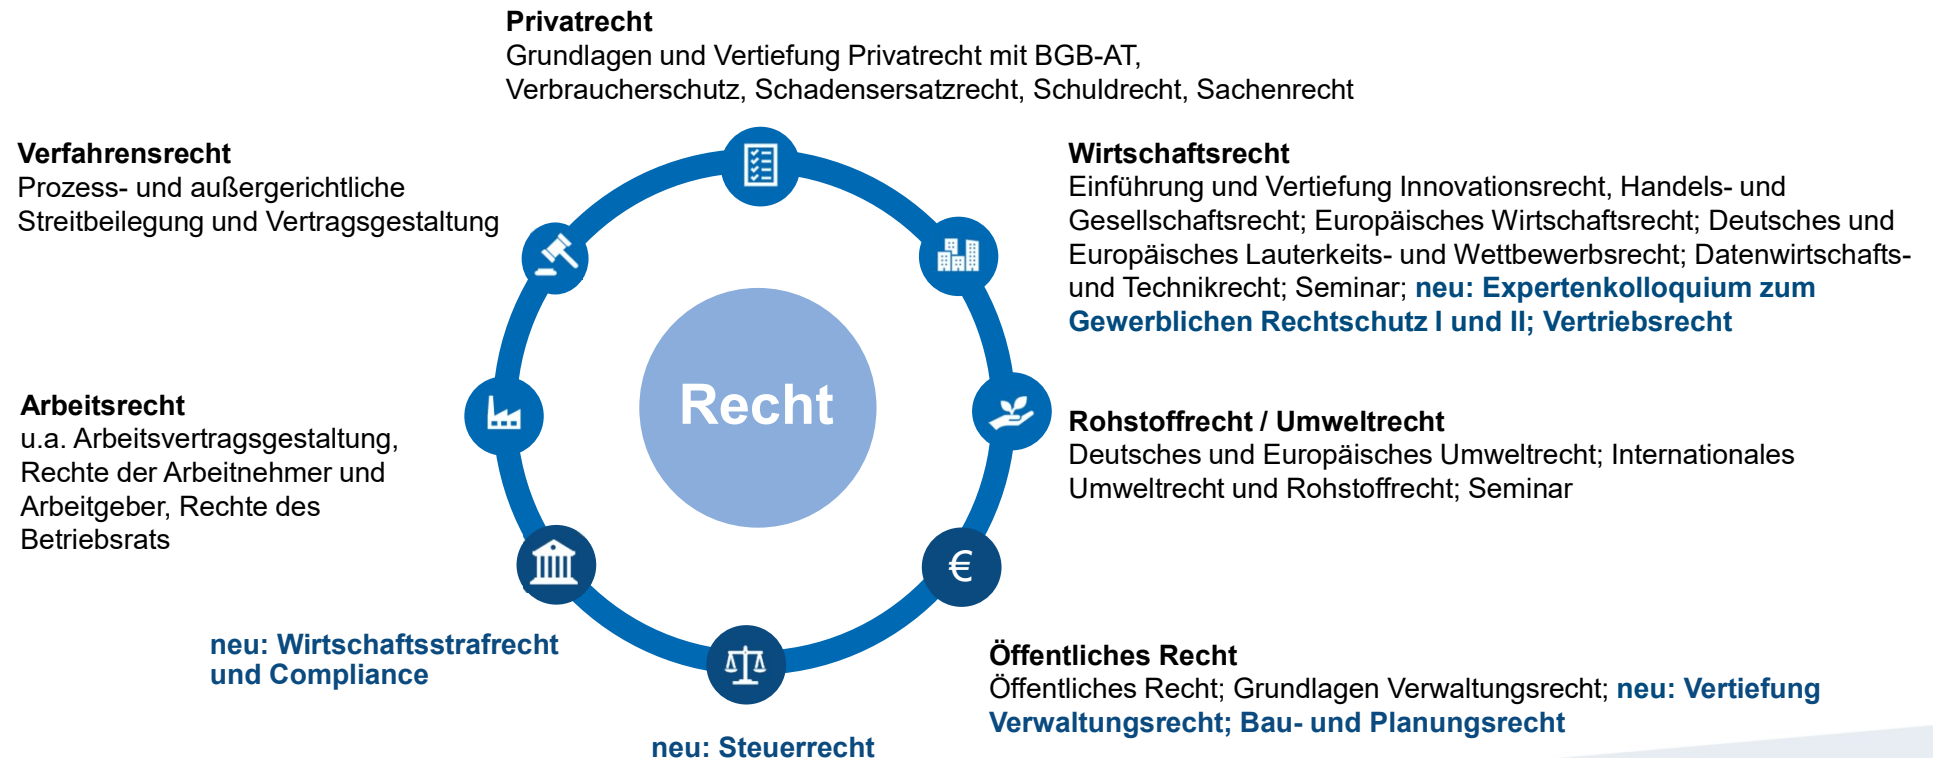 Privatrecht
Grundlagen und Vertiefung Privatrecht mit BGB-AT,
Verbraucherschutz, Schadensersatzrecht, Schuldrecht, Sachenrecht
Verfahrensrecht
Prozess- und außergerichtliche
Streitbeilegung und Vertragsgestaltung
Wirtschaftsrecht
Einführung und Vertiefung Innovationsrecht, Handels- und
Gesellschaftsrecht; Europäisches Wirtschaftsrecht; Deutsches und
Europäisches Lauterkeits- und Wettbewerbsrecht; Datenwirtschafts-
und Technikrecht; Seminar; neu: Expertenkolloquium zum
Gewerblichen Rechtschutz I und II; Vertriebsrecht
Recht
Arbeitsrecht
u.a. Arbeitsvertragsgestaltung,
Rechte der Arbeitnehmer und
Arbeitgeber, Rechte des
Betriebsrats
Rohstoffrecht / Umweltrecht
Deutsches und Europäisches Umweltrecht; Internationales
Umweltrecht und Rohstoffrecht; Seminar
€
neu: Wirtschaftsstrafrecht
und Compliance
Öffentliches Recht
Öffentliches Recht; Grundlagen Verwaltungsrecht; neu: Vertiefung
Verwaltungsrecht; Bau- und Planungsrecht
neu: Steuerrecht